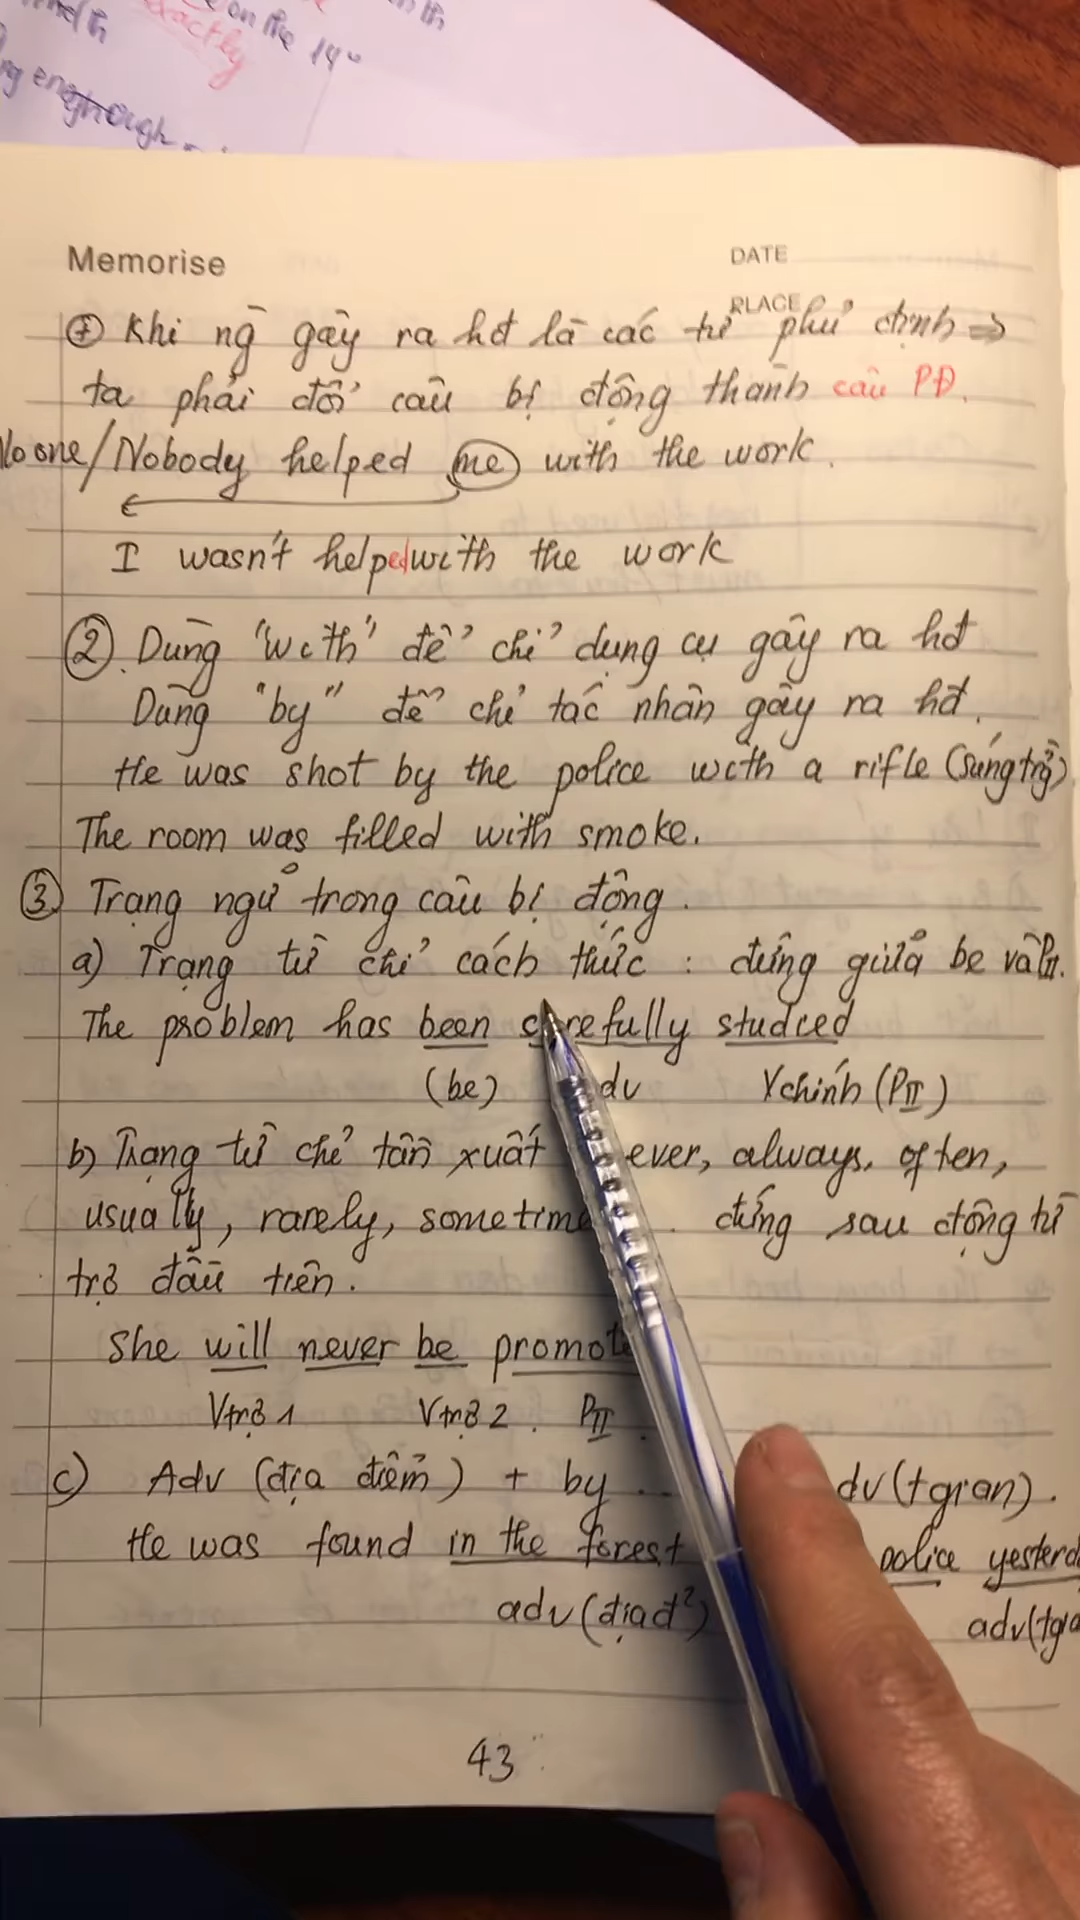 on the 14
exactly
enough
Memorise
DATE
PLACE
+ Khi ng gây ra hđ là các từ phủ định ⇒
ta phải đổi câu bị động thành câu PĐ.
No one/Nobody helped me with the work.
I wasn't helped with the work
② Dùng "with" để chỉ dụng cụ gây ra hđ
Dùng "by" để chỉ tác nhân gây ra hđ.
He was shot by the police with a rifle (súng trg)
The room was filled with smoke.
③ Trạng ngữ trong câu bị động.
a) Trạng từ chỉ cách thức : đứng giữa be và PII.
The problem has been carefully studied
(be) dv Vchính (PII)
b) Trạng từ chỉ tần xuất ever, always, often,
usually, rarely, sometime . đứng sau động từ
trợ đầu tiên.
She will never be promot
Vtrợ 1 Vtrợ 2. PII.
c) Adv (địa điểm) + by .. dv (tgian).
He was found in the forest police yesterd
adv (địa đ²) adv (tgia
43